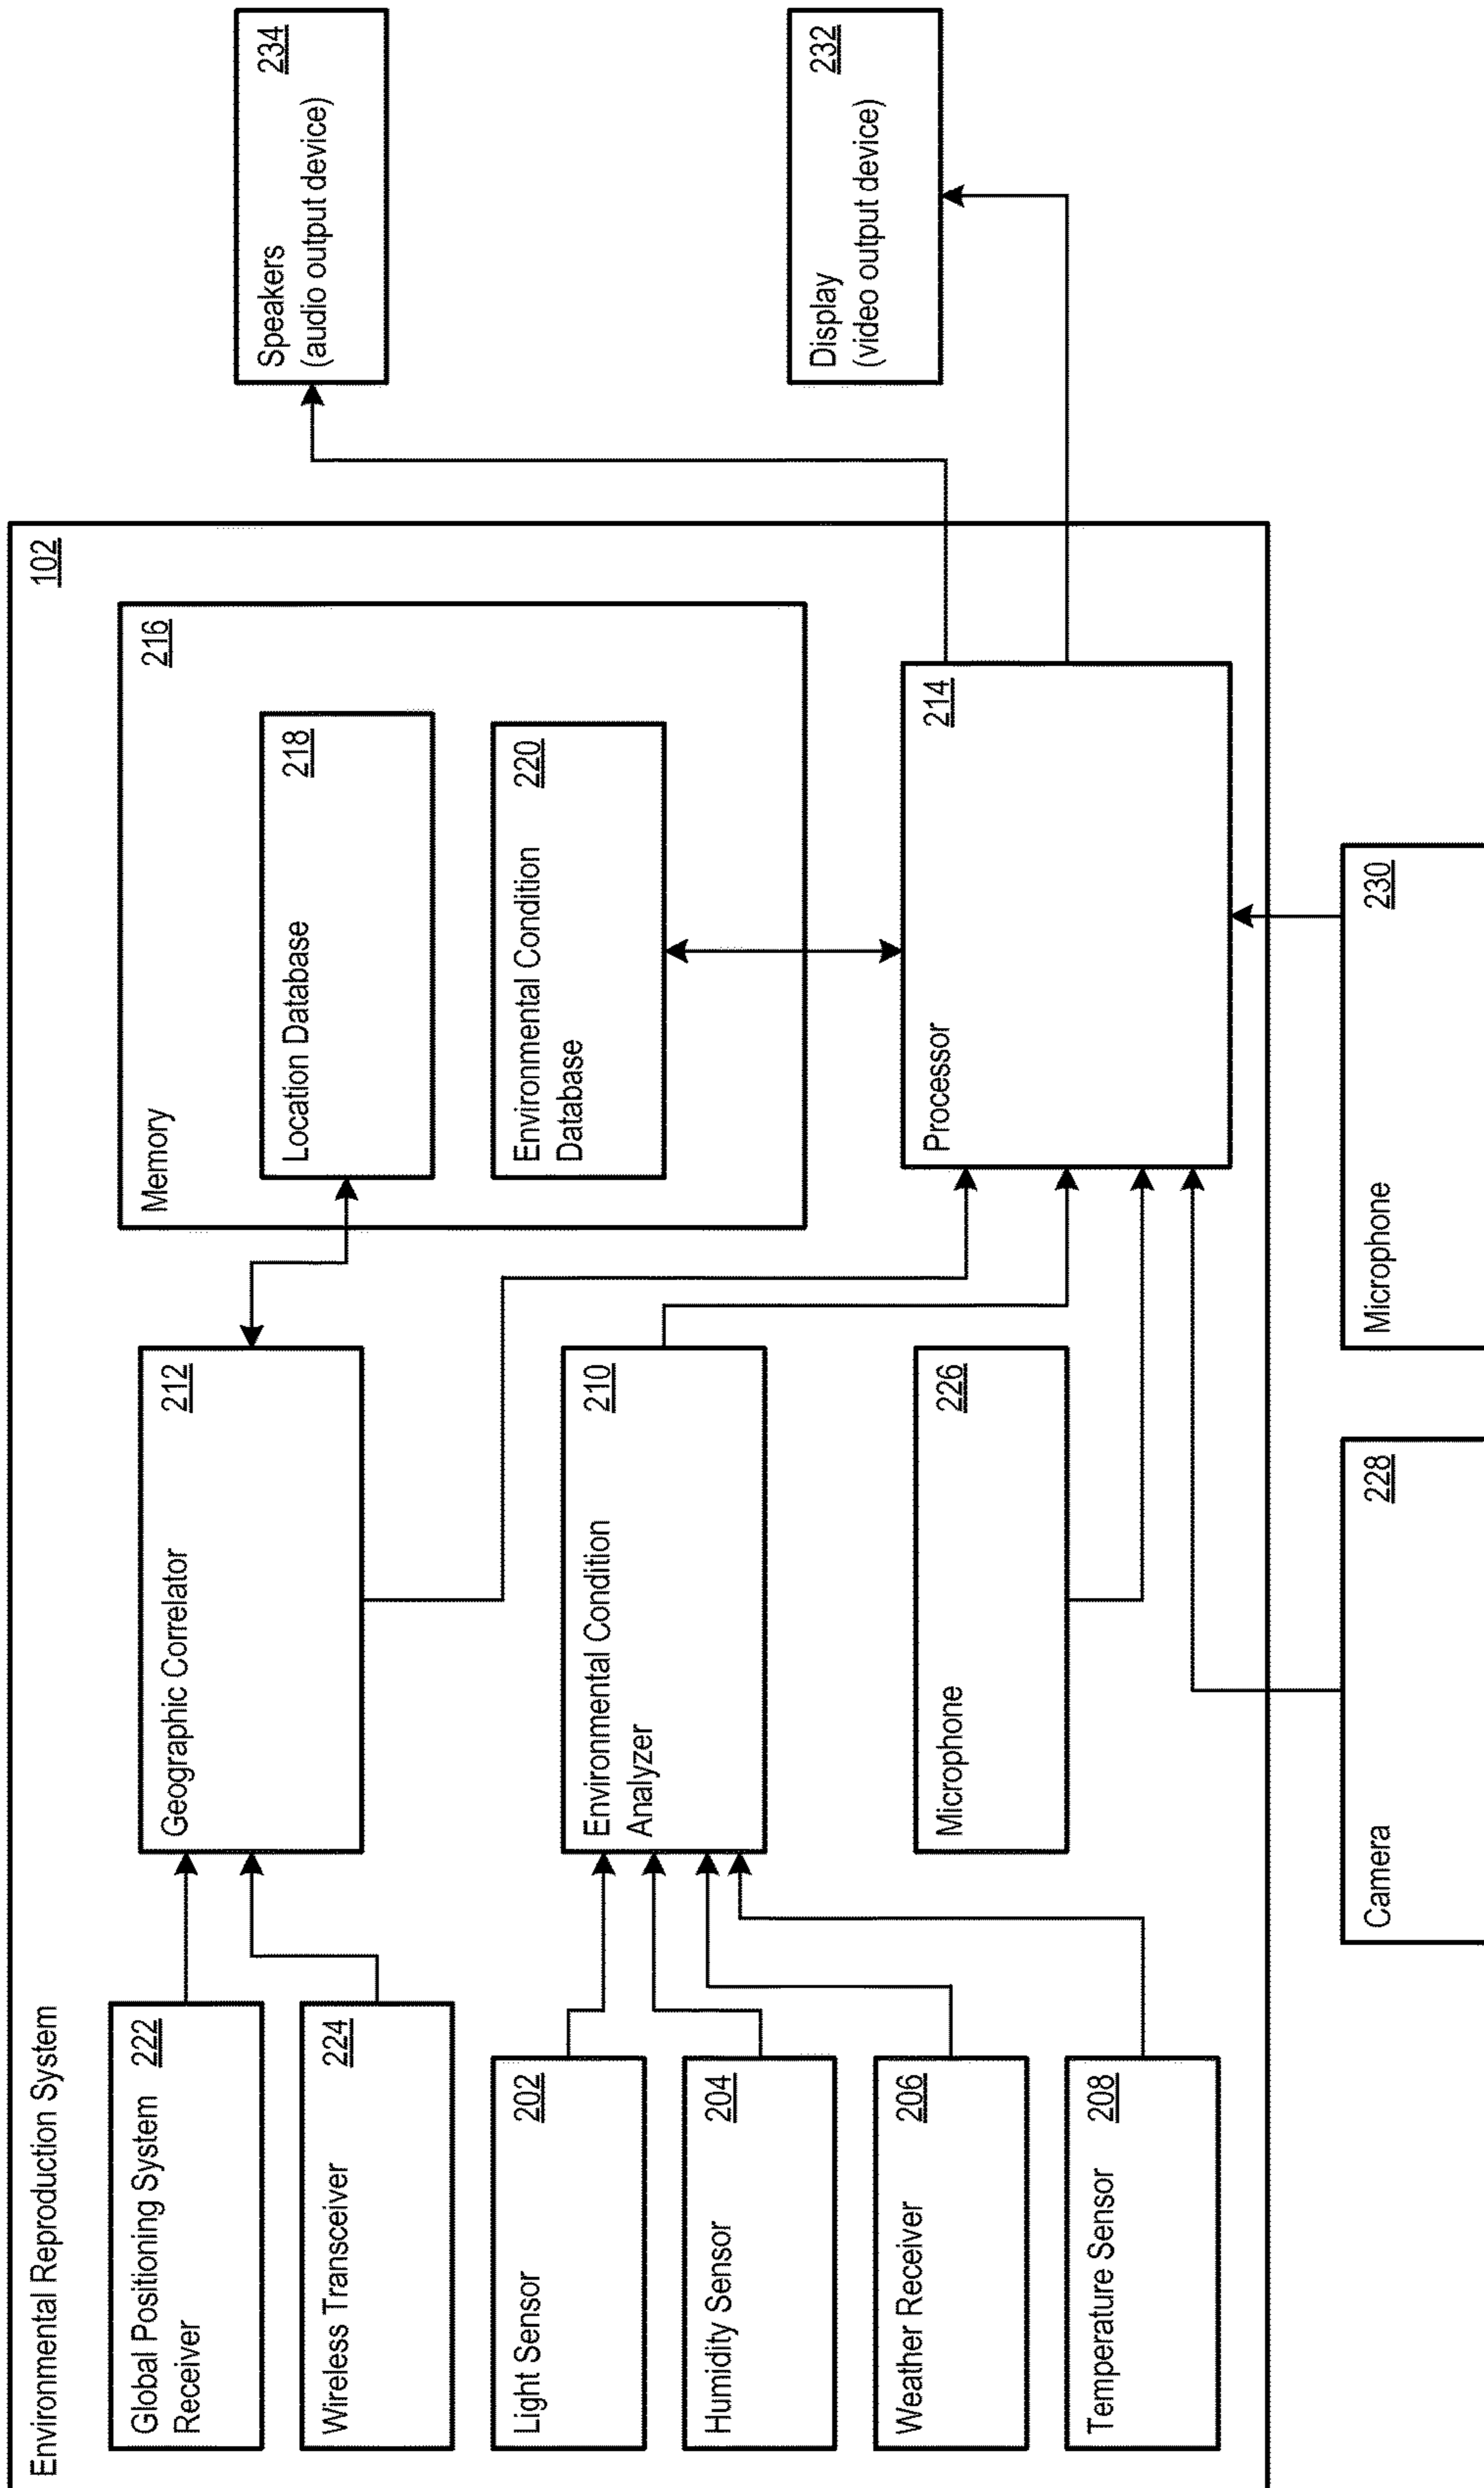 Environmental Reproduction System
102
Global Positioning System
Receiver
222
Wireless Transceiver
224
Light Sensor
202
Humidity Sensor
204
Weather Receiver
206
Temperature Sensor
208
Geographic Correlator
212
Environmental Condition
Analyzer
210
Microphone
226
Memory
216
Location Database
218
Environmental Condition
Database
220
Processor
214
Camera
228
Microphone
230
Speakers
(audio output device)
234
Display
(video output device)
232